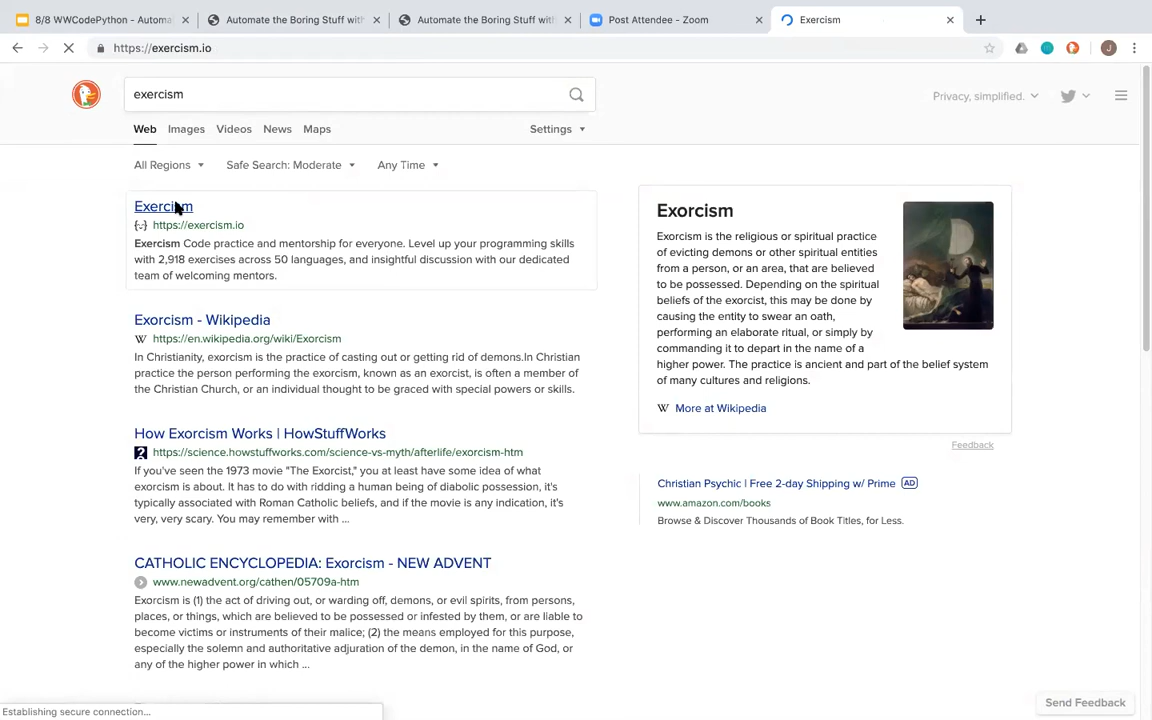 8/8 WWCodePython - Automa
Automate the Boring Stuff with
Automate the Boring Stuff with
Post Attendee - Zoom
Exercism
https://exercism.io
J
exercism
Privacy, simplified.
Web Images Videos News Maps Settings
All Regions Safe Search: Moderate Any Time
Exercism
https://exercism.io
Exercism Code practice and mentorship for everyone. Level up your programming skills
with 2,918 exercises across 50 languages, and insightful discussion with our dedicated
team of welcoming mentors.
Exorcism - Wikipedia
W https://en.wikipedia.org/wiki/Exorcism
In Christianity, exorcism is the practice of casting out or getting rid of demons.In Christian
practice the person performing the exorcism, known as an exorcist, is often a member of
the Christian Church, or an individual thought to be graced with special powers or skills.
How Exorcism Works | HowStuffWorks
? https://science.howstuffworks.com/science-vs-myth/afterlife/exorcism-htm
If you've seen the 1973 movie "The Exorcist," you at least have some idea of what
exorcism is about. It has to do with ridding a human being of diabolic possession, it's
typically associated with Roman Catholic beliefs, and if the movie is any indication, it's
very, very scary. You may remember with ...
CATHOLIC ENCYCLOPEDIA: Exorcism - NEW ADVENT
www.newadvent.org/cathen/05709a-htm
Exorcism is (1) the act of driving out, or warding off, demons, or evil spirits, from persons,
places, or things, which are believed to be possessed or infested by them, or are liable to
become victims or instruments of their malice; (2) the means employed for this purpose,
especially the solemn and authoritative adjuration of the demon, in the name of God, or
any of the higher power in which ...
Exorcism
Exorcism is the religious or spiritual practice
of evicting demons or other spiritual entities
from a person, or an area, that are believed
to be possessed. Depending on the spiritual
beliefs of the exorcist, this may be done by
causing the entity to swear an oath,
performing an elaborate ritual, or simply by
commanding it to depart in the name of a
higher power. The practice is ancient and part of the belief system
of many cultures and religions.
W More at Wikipedia
Feedback
Christian Psychic | Free 2-day Shipping w/ Prime AD
www.amazon.com/books
Browse & Discover Thousands of Book Titles, for Less.
Send Feedback
Establishing secure connection...